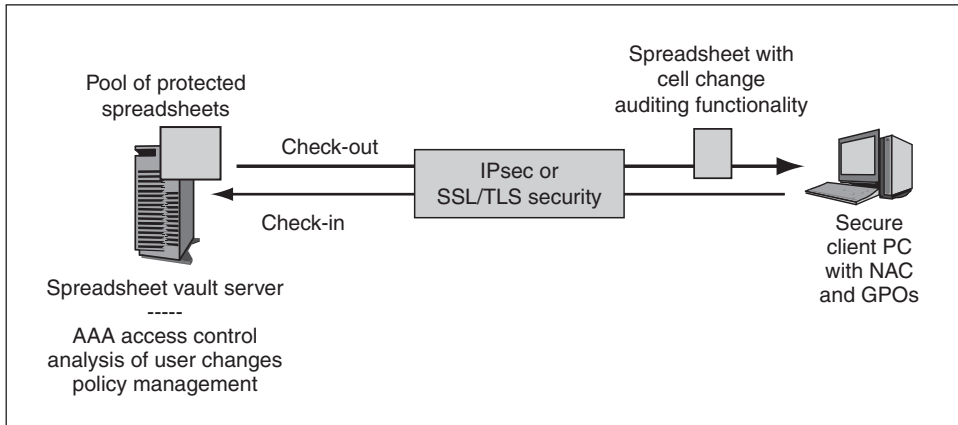 Pool of protected
spreadsheets
Check-out
Check-in
Spreadsheet vault server
-----
AAA access control
analysis of user changes
policy management
IPsec or
SSL/TLS security
Spreadsheet with
cell change
auditing functionality
Secure
client PC
with NAC
and GPOs